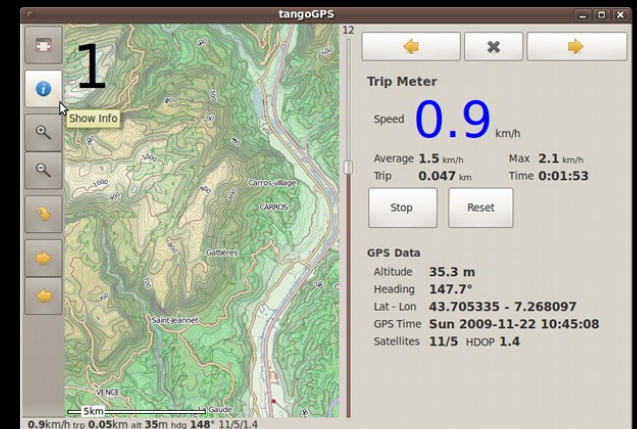 tangoGPS
12
1
Show Info
Carros-village
CARROS
Gattières
Saint-Jeannet
VENCE
Gaude
5km
Trip Meter
Speed 0.9 km/h
Average 1.5 km/h Max 2.1 km/h
Trip 0.047 km Time 0:01:53
Stop Reset
GPS Data
Altitude 35.3 m
Heading 147.7°
Lat - Lon 43.705335 - 7.268097
GPS Time Sun 2009-11-22 10:45:08
Satellites 11/5 HDOP 1.4
0.9km/h trp 0.05km alt 35m hdg 148° 11/5/1.4